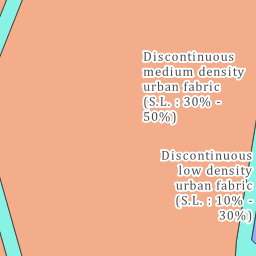 Discontinuous
medium density
urban fabric
(S.L. : 30% -
50%)
Discontinuous
low density
urban fabric
(S.L. : 10% -
30%)